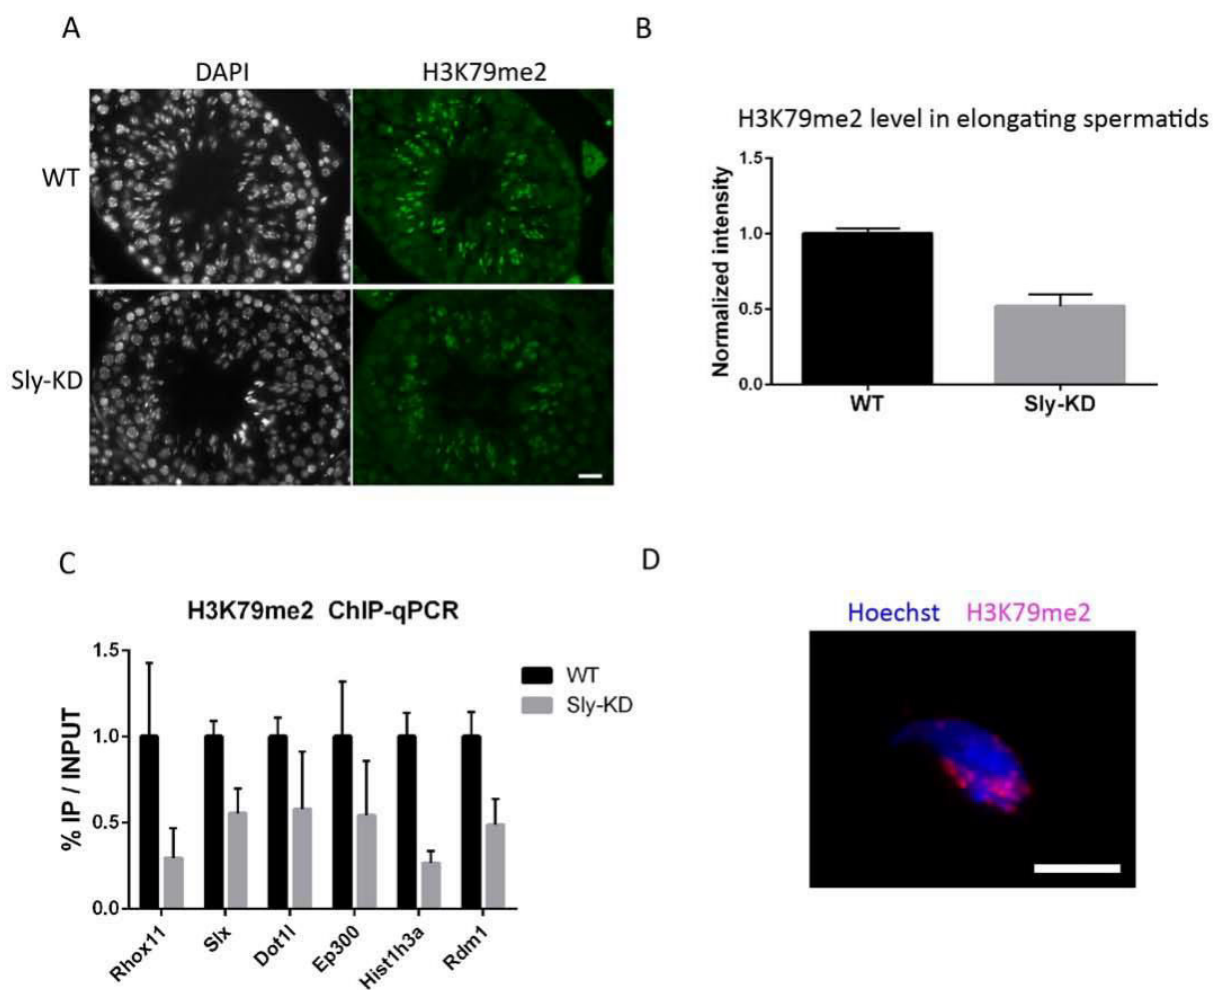 A
DAPI H3K79me2
WT
Sly-KD
B
H3K79me2 level in elongating spermatids
Normalized intensity
1.5
1.0
0.5
0.0
WT Sly-KD
C
H3K79me2 ChIP-qPCR
% IP / INPUT
1.5
1.0
0.5
0.0
WT
Sly-KD
Rhox11 Slx Dot1l Ep300 Hist1h3a Rdm1
D
Hoechst H3K79me2